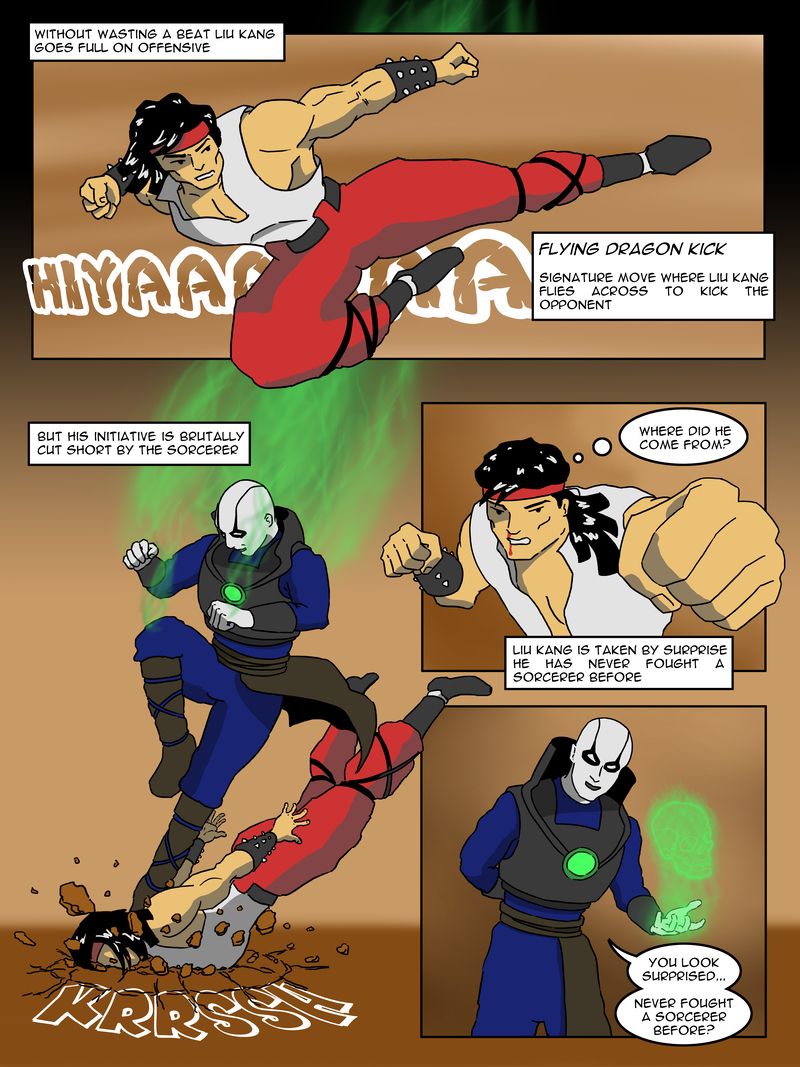 WITHOUT WASTING A BEAT LIU KANG
GOES FULL ON OFFENSIVE
HIYAAAAAA
FLYING DRAGON KICK
SIGNATURE MOVE WHERE LIU KANG
FLIES ACROSS TO KICK THE
OPPONENT
BUT HIS INITIATIVE IS BRUTALLY
CUT SHORT BY THE SORCERER
KRRSSH
WHERE DID HE
COME FROM?
LIU KANG IS TAKEN BY SURPRISE
HE HAS NEVER FOUGHT A
SORCERER BEFORE
YOU LOOK
SURPRISED...
NEVER FOUGHT
A SORCERER
BEFORE?